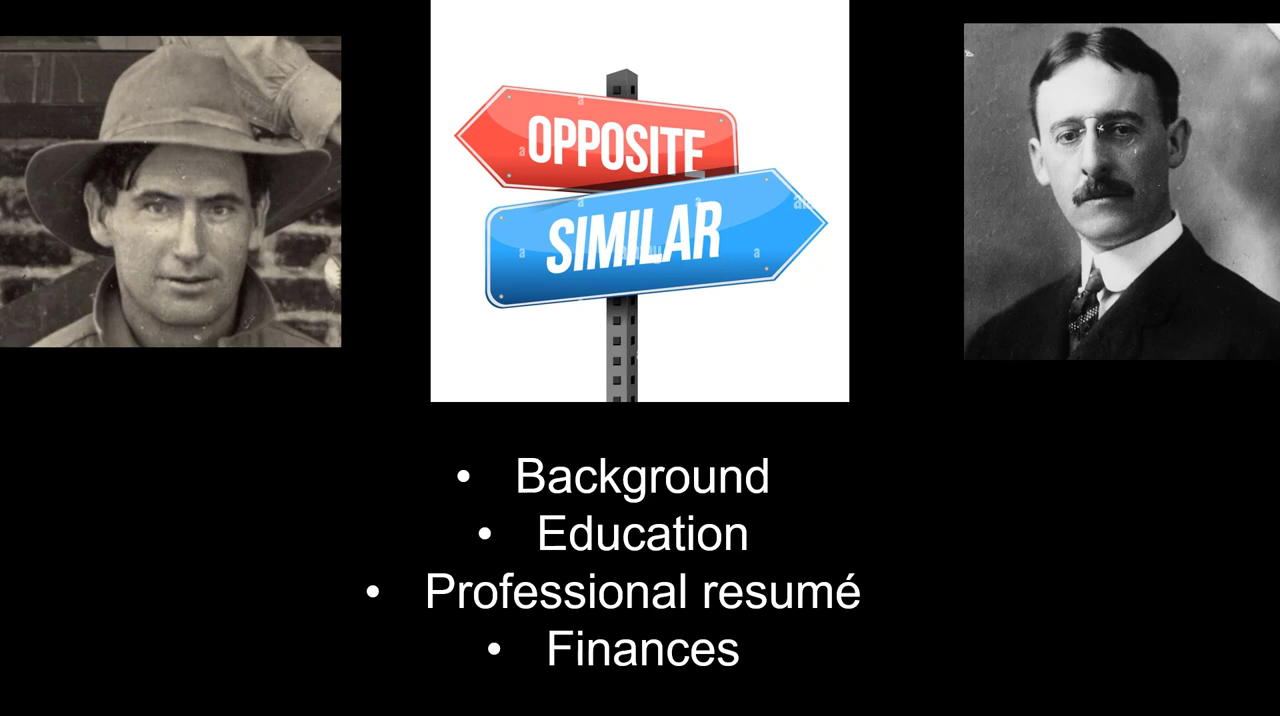 OPPOSITE
SIMILAR
• Background
• Education
• Professional resumé
• Finances